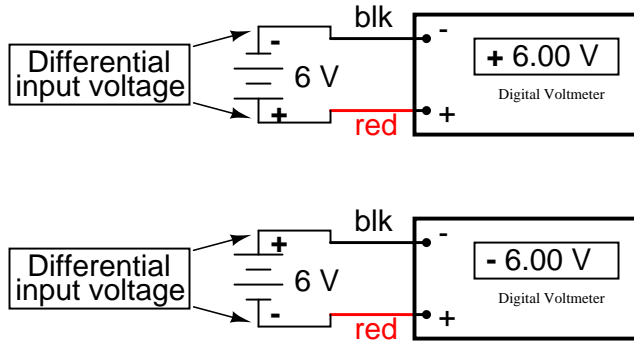 blk
-
-
+ 6.00 V
Differential
input voltage
6 V
Digital Voltmeter
+
+
red
blk
-
+
- 6.00 V
Differential
input voltage
6 V
Digital Voltmeter
-
+
red